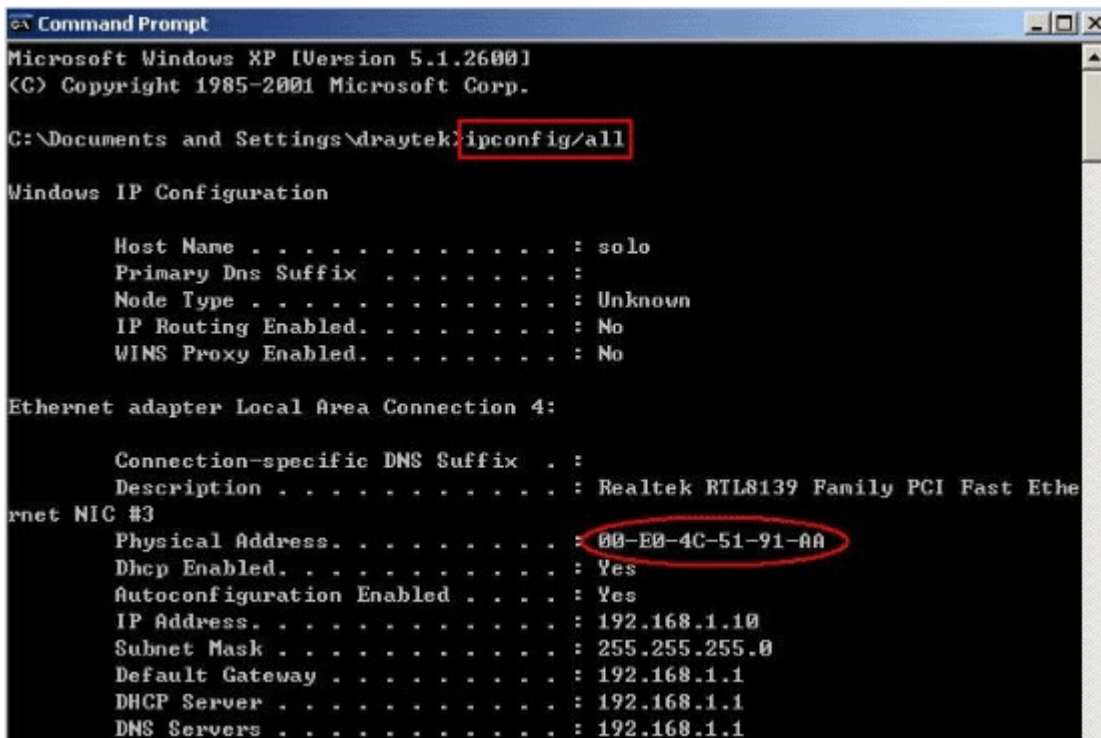 Command Prompt
Microsoft Windows XP [Version 5.1.2600]
(C) Copyright 1985-2001 Microsoft Corp.
C:\Documents and Settings\draytek>ipconfig/all
Windows IP Configuration
Host Name . . . . . . . . . . . . : solo
Primary Dns Suffix . . . . . . . :
Node Type . . . . . . . . . . . . : Unknown
IP Routing Enabled. . . . . . . . : No
WINS Proxy Enabled. . . . . . . . : No
Ethernet adapter Local Area Connection 4:
Connection-specific DNS Suffix . :
Description . . . . . . . . . . . : Realtek RTL8139 Family PCI Fast Ethe
rnet NIC #3
Physical Address. . . . . . . . . : 00-E0-4C-51-91-AA
Dhcp Enabled. . . . . . . . . . . : Yes
Autoconfiguration Enabled . . . . : Yes
IP Address. . . . . . . . . . . . : 192.168.1.10
Subnet Mask . . . . . . . . . . . : 255.255.255.0
Default Gateway . . . . . . . . . : 192.168.1.1
DHCP Server . . . . . . . . . . . : 192.168.1.1
DNS Servers . . . . . . . . . . . : 192.168.1.1